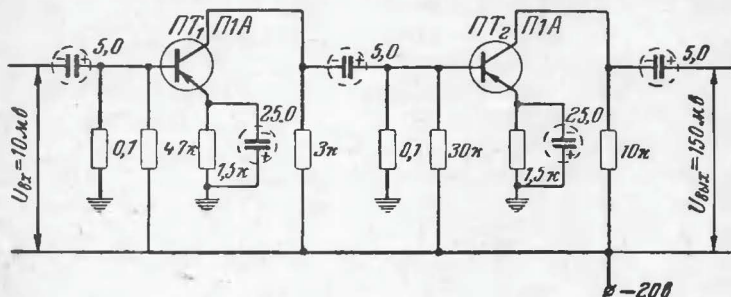 5,0
ПТ₁ П1А
5,0
ПТ₂ П1А
5,0
Uвх=10мв
0,1
47к
1,5к
25,0
3к
0,1
30к
1,5к
25,0
10к
Uвых=150мв
-20в